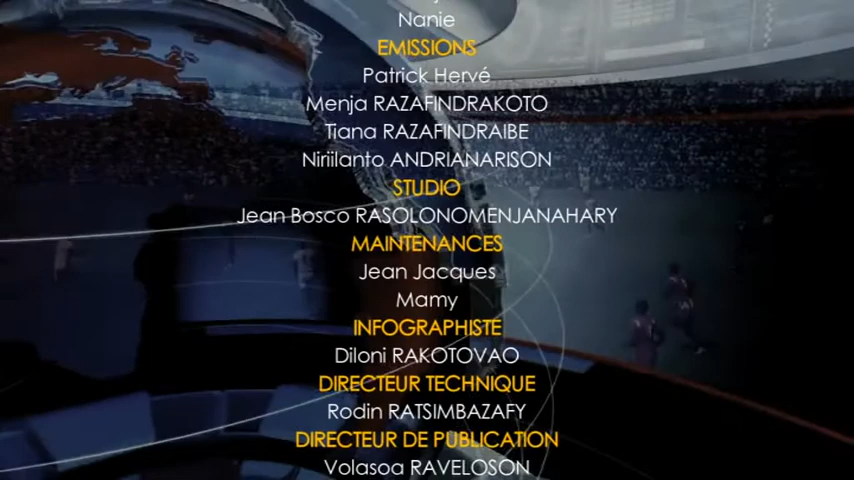 Nanie
EMISSIONS
Patrick Hervé
Menja RAZAFINDRAKOTO
Tiana RAZAFINDRAIBE
Niriilanto ANDRIANARISON
STUDIO
Jean Bosco RASOLONOMENJANAHARY
MAINTENANCES
Jean Jacques
Mamy
INFOGRAPHISTE
Diloni RAKOTOVAO
DIRECTEUR TECHNIQUE
Rodin RATSIMBAZAFY
DIRECTEUR DE PUBLICATION
Volasoa RAVELOSON